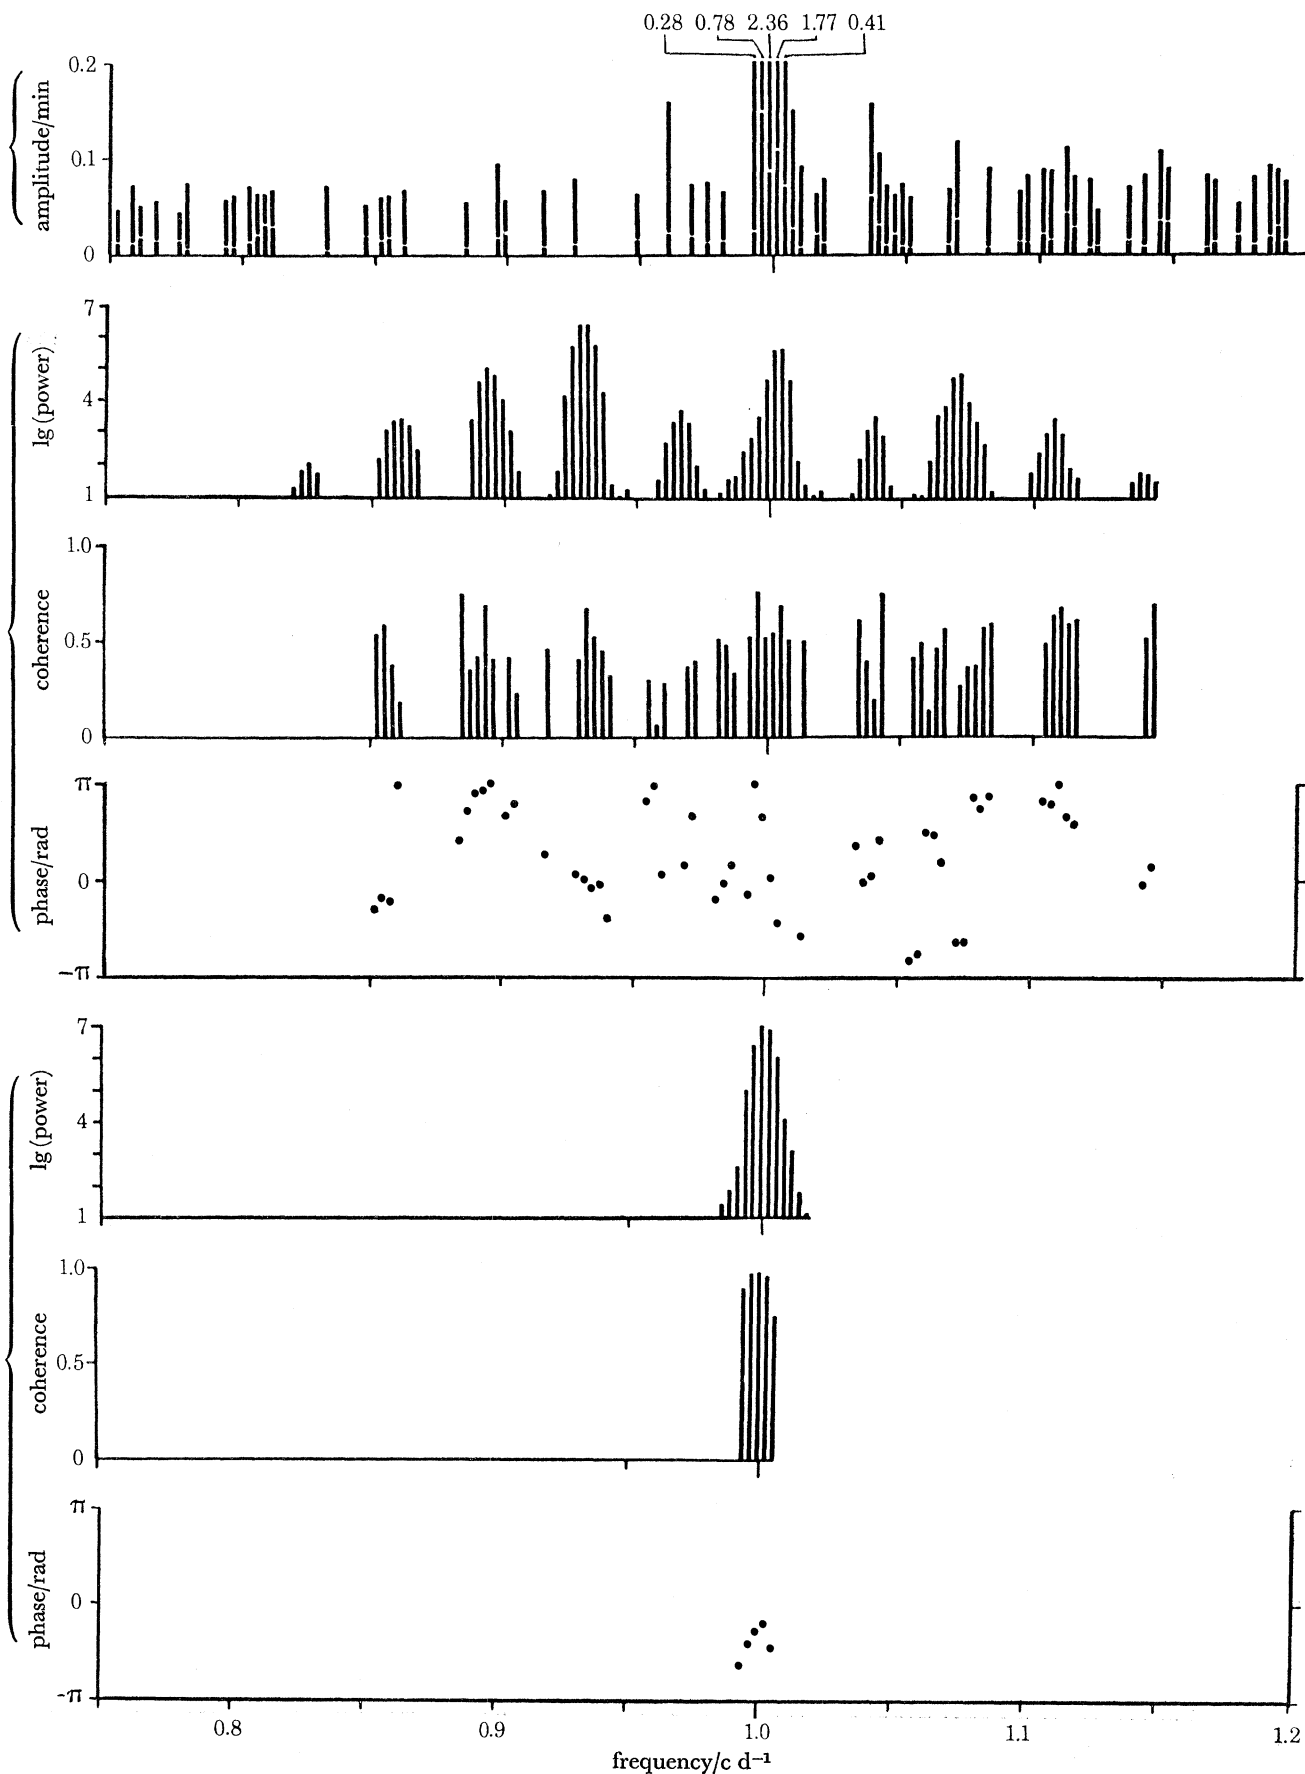 0.28 0.78 2.36 1.77 0.41
amplitude/min
0.2
0.1
0
lg (power)
7
4
1
coherence
1.0
0.5
0
phase/rad
π
0
−π
lg (power)
7
4
1
coherence
1.0
0.5
0
phase/rad
π
0
-π
0.8 0.9 1.0 1.1 1.2
frequency/c d⁻¹